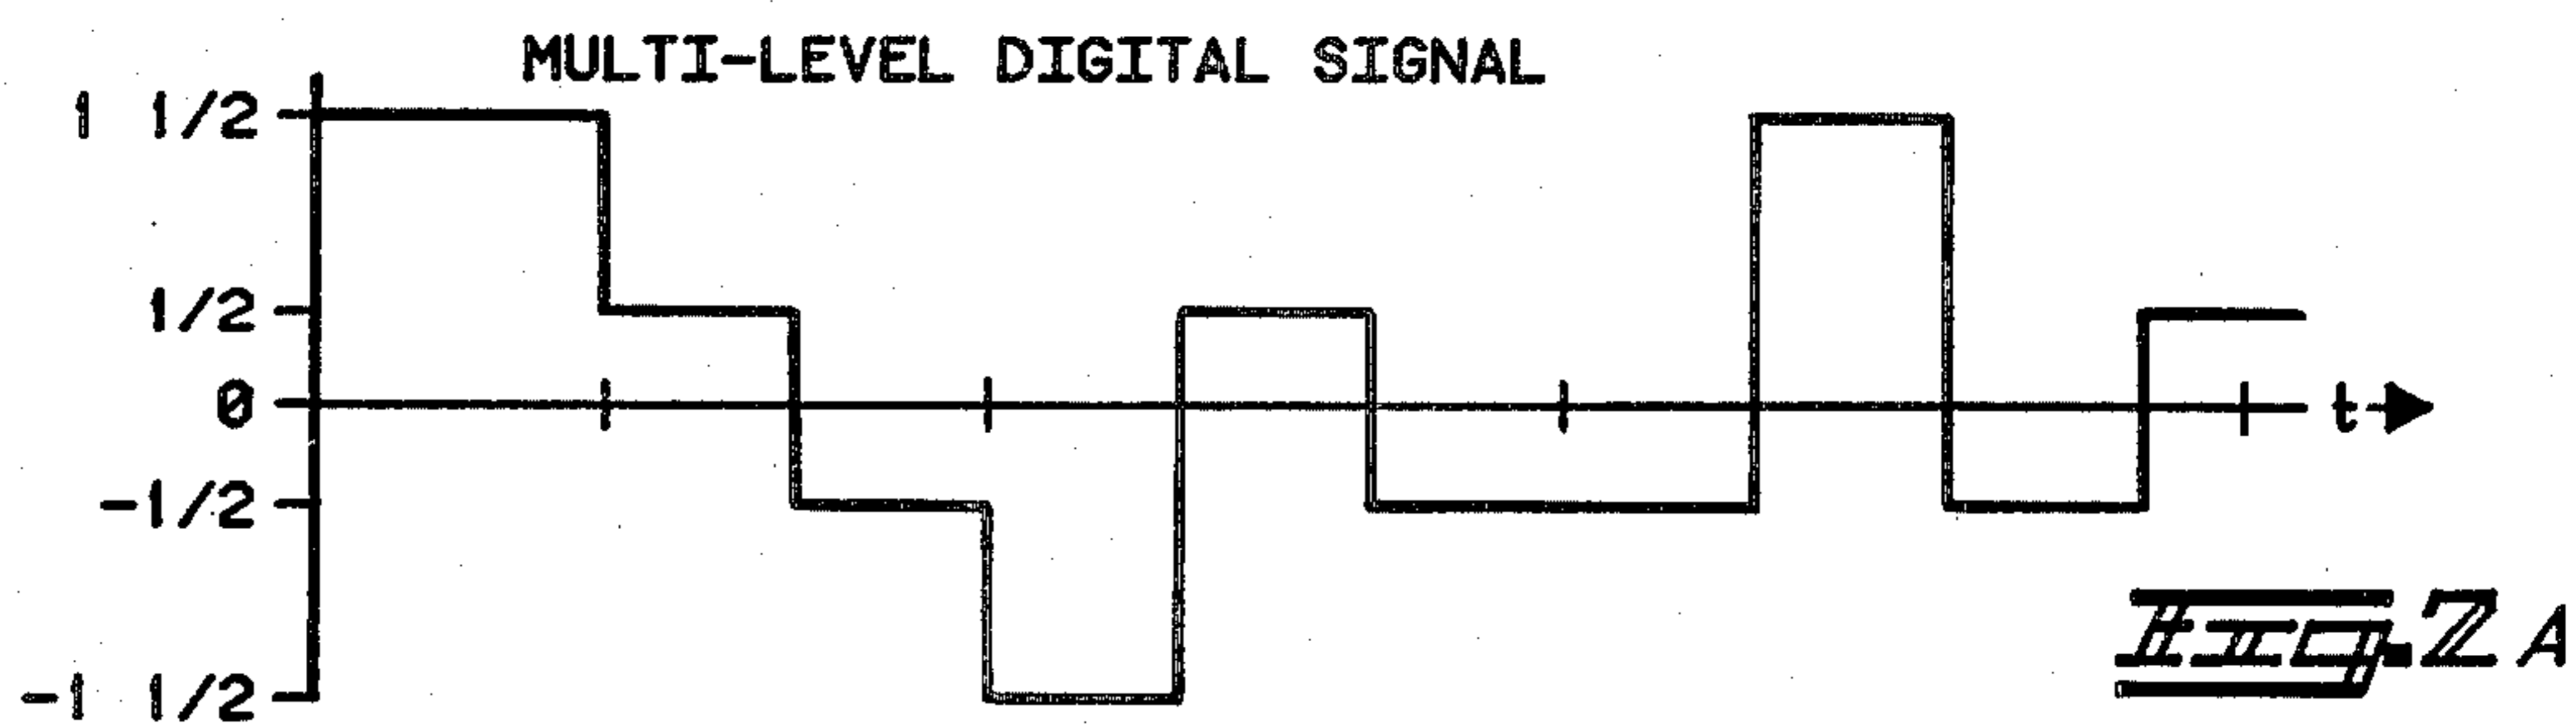 MULTI-LEVEL DIGITAL SIGNAL
1 1/2
1/2
0
-1/2
-1 1/2
t
Fig. 2A